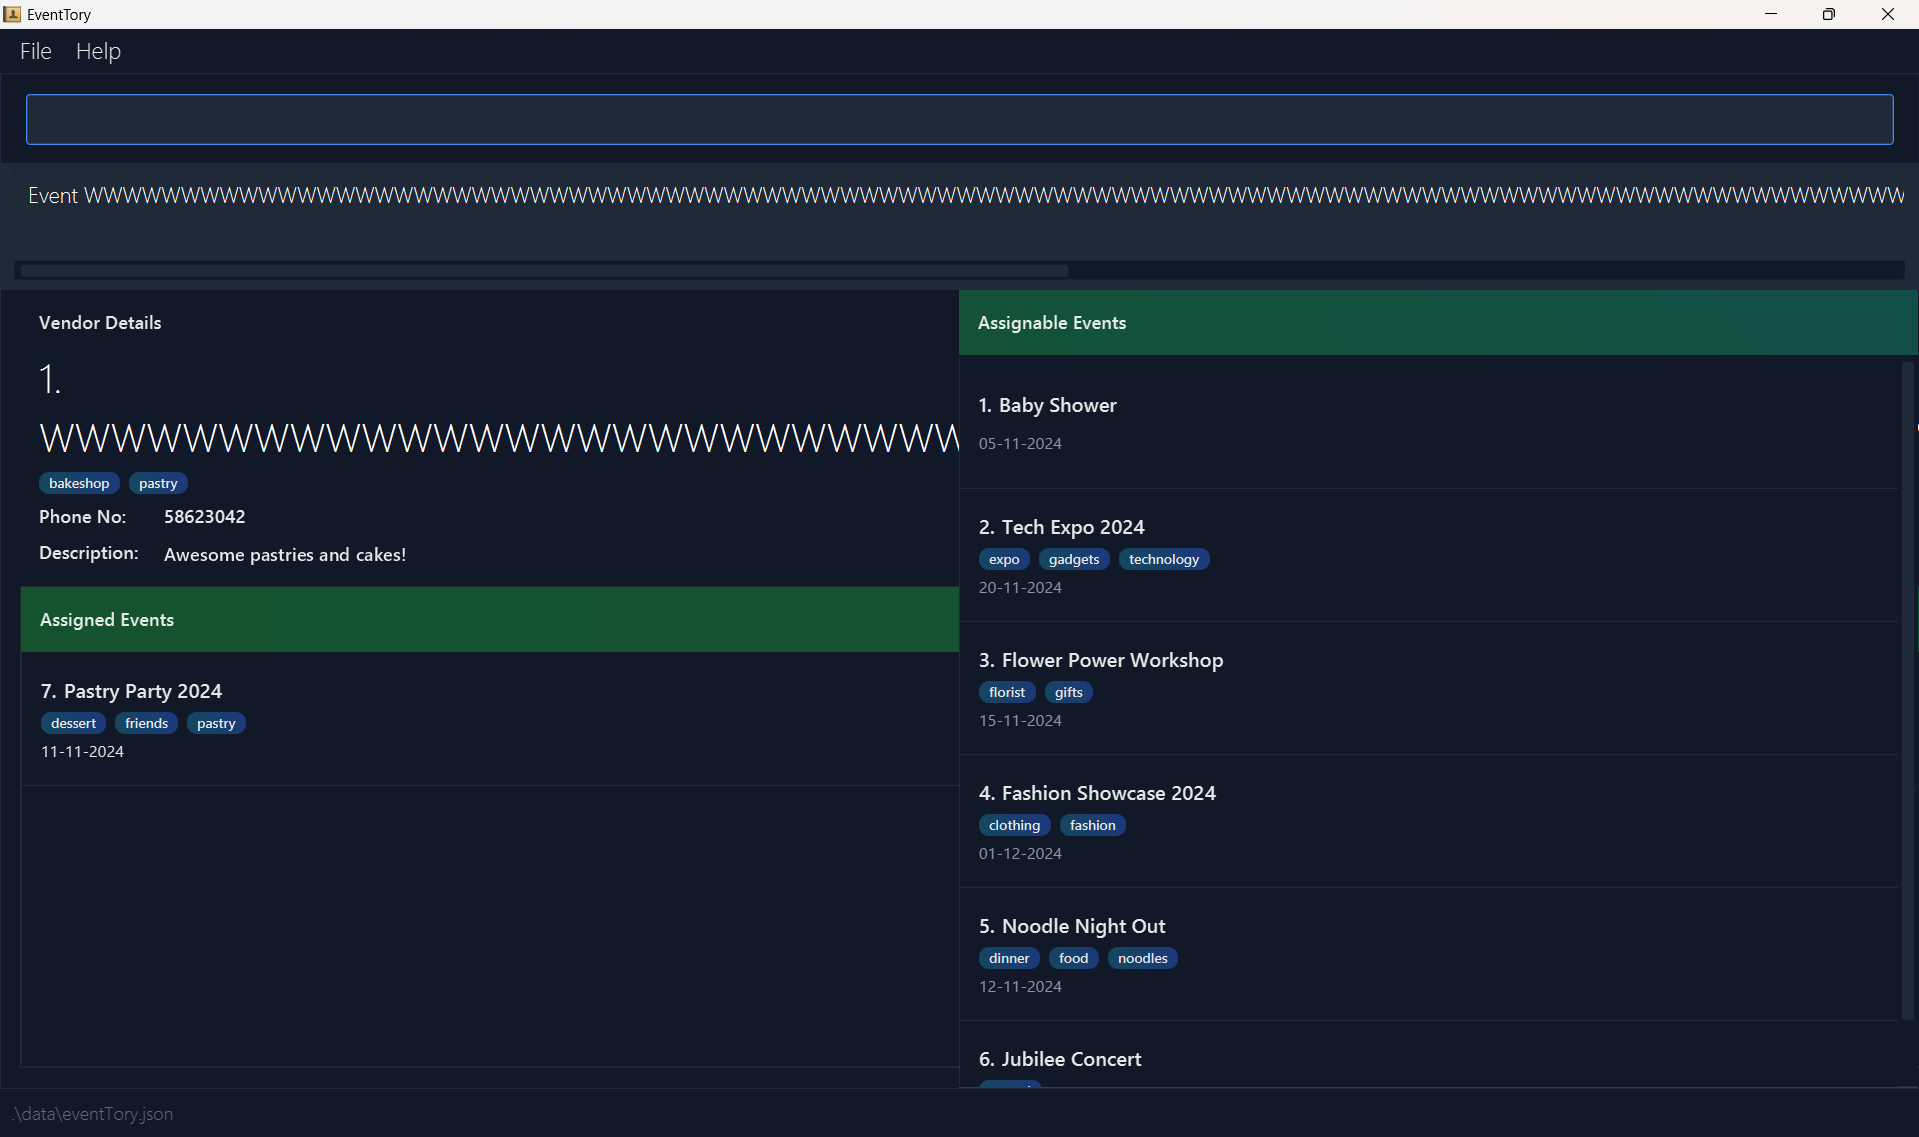 EventTory
File Help
Vendor Details
1.
bakeshop pastry
Phone No: 58623042
Description: Awesome pastries and cakes!
Assigned Events
7. Pastry Party 2024
dessert friends pastry
11-11-2024
Assignable Events
1. Baby Shower
05-11-2024
2. Tech Expo 2024
expo gadgets technology
20-11-2024
3. Flower Power Workshop
florist gifts
15-11-2024
4. Fashion Showcase 2024
clothing fashion
01-12-2024
5. Noodle Night Out
dinner food noodles
12-11-2024
6. Jubilee Concert
.\data\eventTory.json